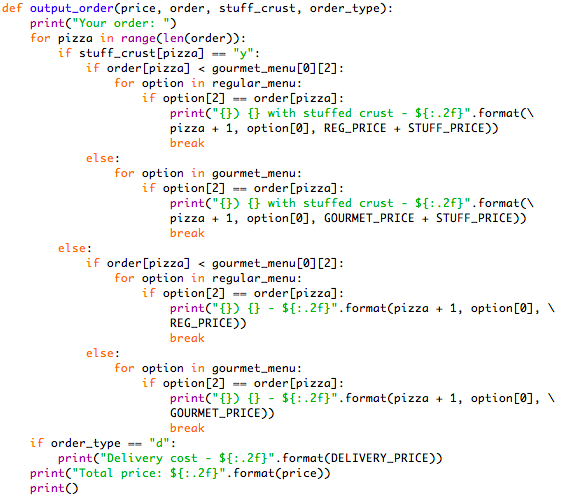 def output_order(price, order, stuff_crust, order_type):
    print("Your order: ")
    for pizza in range(len(order)):
        if stuff_crust[pizza] == "y":
            if order[pizza] < gourmet_menu[0][2]:
                for option in regular_menu:
                    if option[2] == order[pizza]:
                        print("{}) {} with stuffed crust - ${:.2f}".format(\
                        pizza + 1, option[0], REG_PRICE + STUFF_PRICE))
                        break
            else:
                for option in gourmet_menu:
                    if option[2] == order[pizza]:
                        print("{}) {} with stuffed crust - ${:.2f}".format(\
                        pizza + 1, option[0], GOURMET_PRICE + STUFF_PRICE))
                        break
        else:
            if order[pizza] < gourmet_menu[0][2]:
                for option in regular_menu:
                    if option[2] == order[pizza]:
                        print("{}) {} - ${:.2f}".format(pizza + 1, option[0], \
                        REG_PRICE))
                        break
            else:
                for option in gourmet_menu:
                    if option[2] == order[pizza]:
                        print("{}) {} - ${:.2f}".format(pizza + 1, option[0], \
                        GOURMET_PRICE))
                        break
    if order_type == "d":
        print("Delivery cost - ${:.2f}".format(DELIVERY_PRICE))
    print("Total price: ${:.2f}".format(price))
    print()